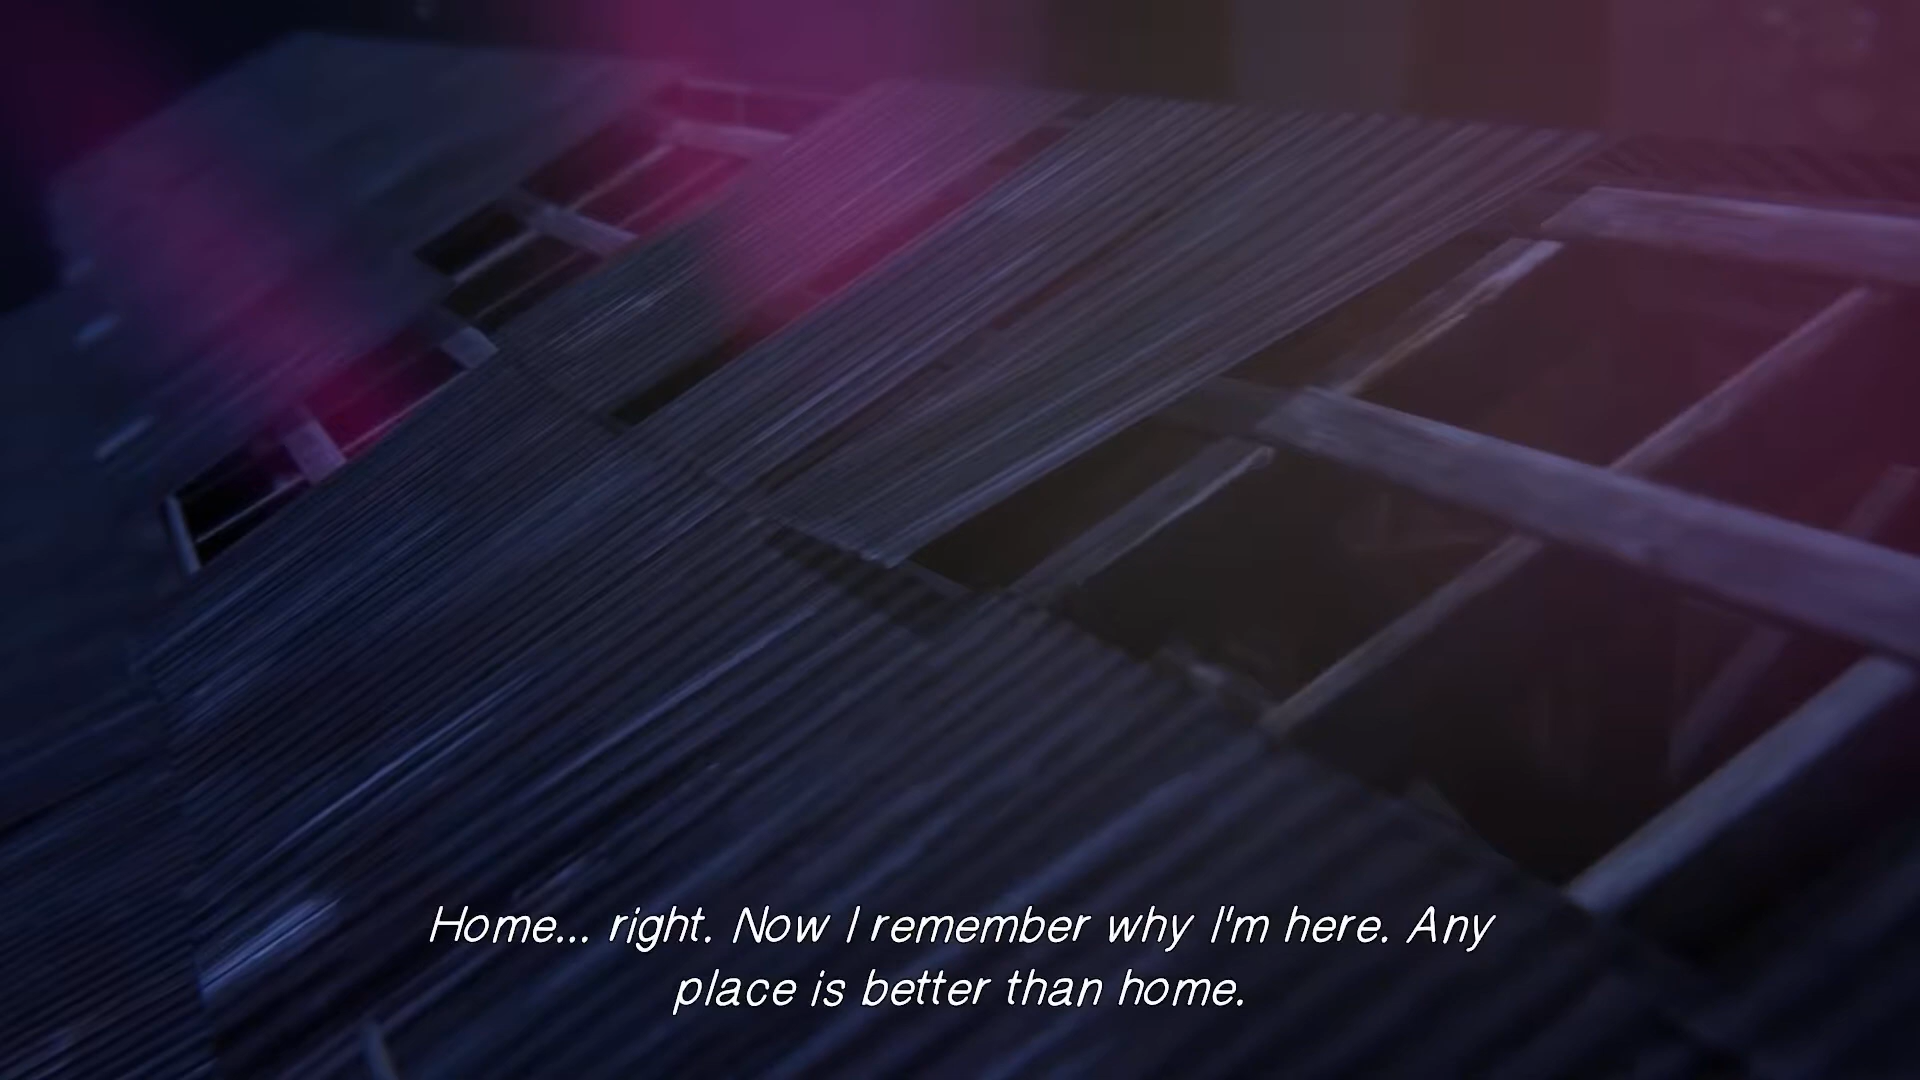 Home... right. Now I remember why I'm here. Any
place is better than home.